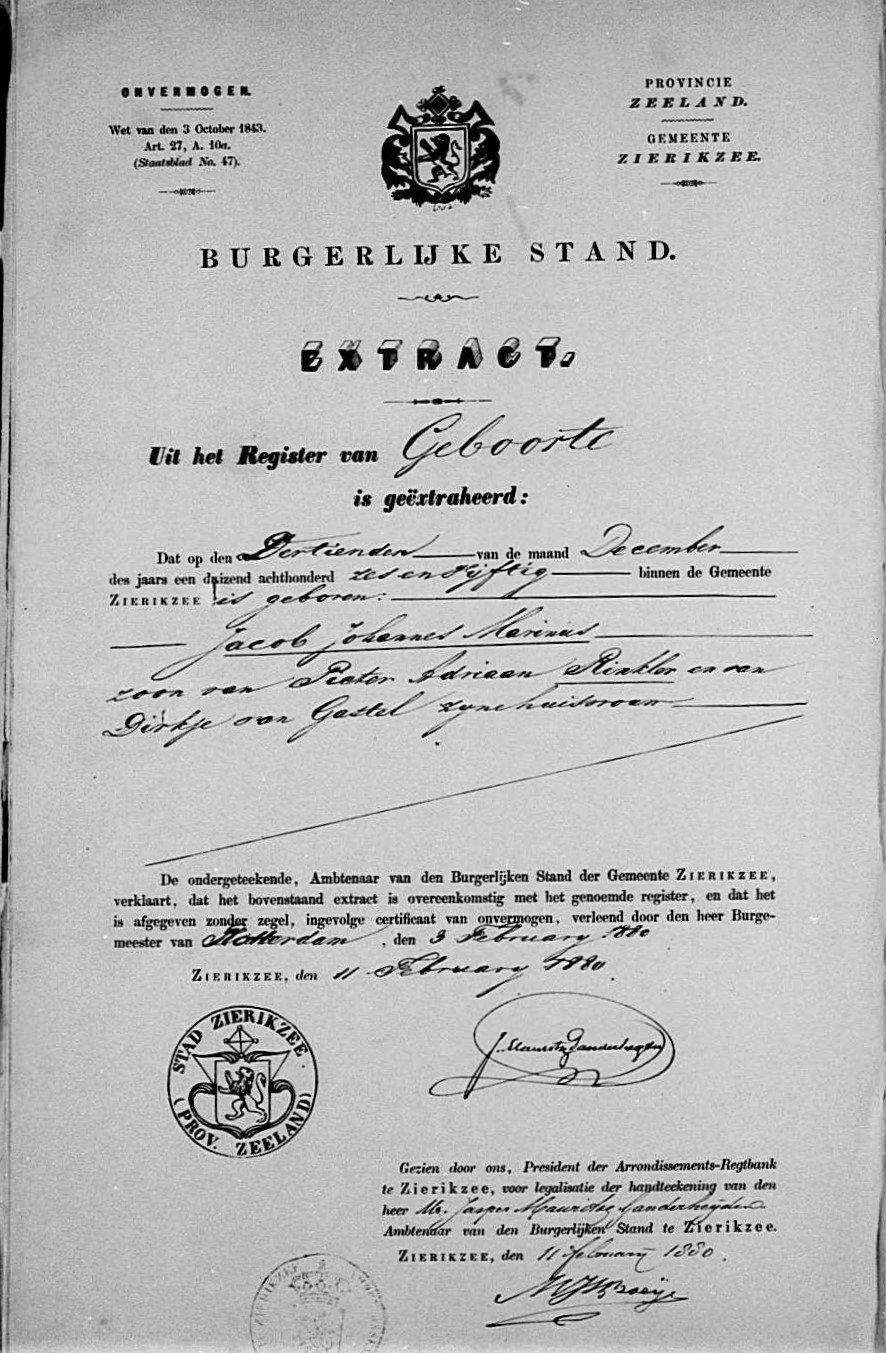 ONVERMOGEN.
Wet van den 3 October 1843.
Art. 27, A. 10a.
(Staatsblad No. 47).
PROVINCIE
ZEELAND.
GEMEENTE
ZIERIKZEE.
BURGERLIJKE STAND.
EXTRACT.
Uit het Register van Geboorte
is geëxtraheerd:
Dat op den Dertienden van de maand December
des jaars een duizend achthonderd zes en Vijftig binnen de Gemeente
ZIERIKZEE is geboren:
Jacob Johannes Marinus
zoon van Pieter Adriaan Rinklor en van
Dirkje van Gastel zyne huisvrouw
De ondergeteekende, Ambtenaar van den Burgerlijken Stand der Gemeente ZIERIKZEE,
verklaart, dat het bovenstaand extract is overeenkomstig met het genoemde register, en dat het
is afgegeven zonder zegel, ingevolge certificaat van onvermogen, verleend door den heer Burge-
meester van Rotterdam, den 3 February 1880
ZIERIKZEE, den 11 February 1880.
STAD ZIERIKZEE
(PROV. ZEELAND)
Gezien door ons, President der Arrondissements-Regtbank
te Zierikzee, voor legalisatie der handteekening van den
heer Mr. Jasper Maurits Ganderheyden
Ambtenaar van den Burgerlijken Stand te Zierikzee.
ZIERIKZEE, den 11 february 1880.
ZIERIKZEE